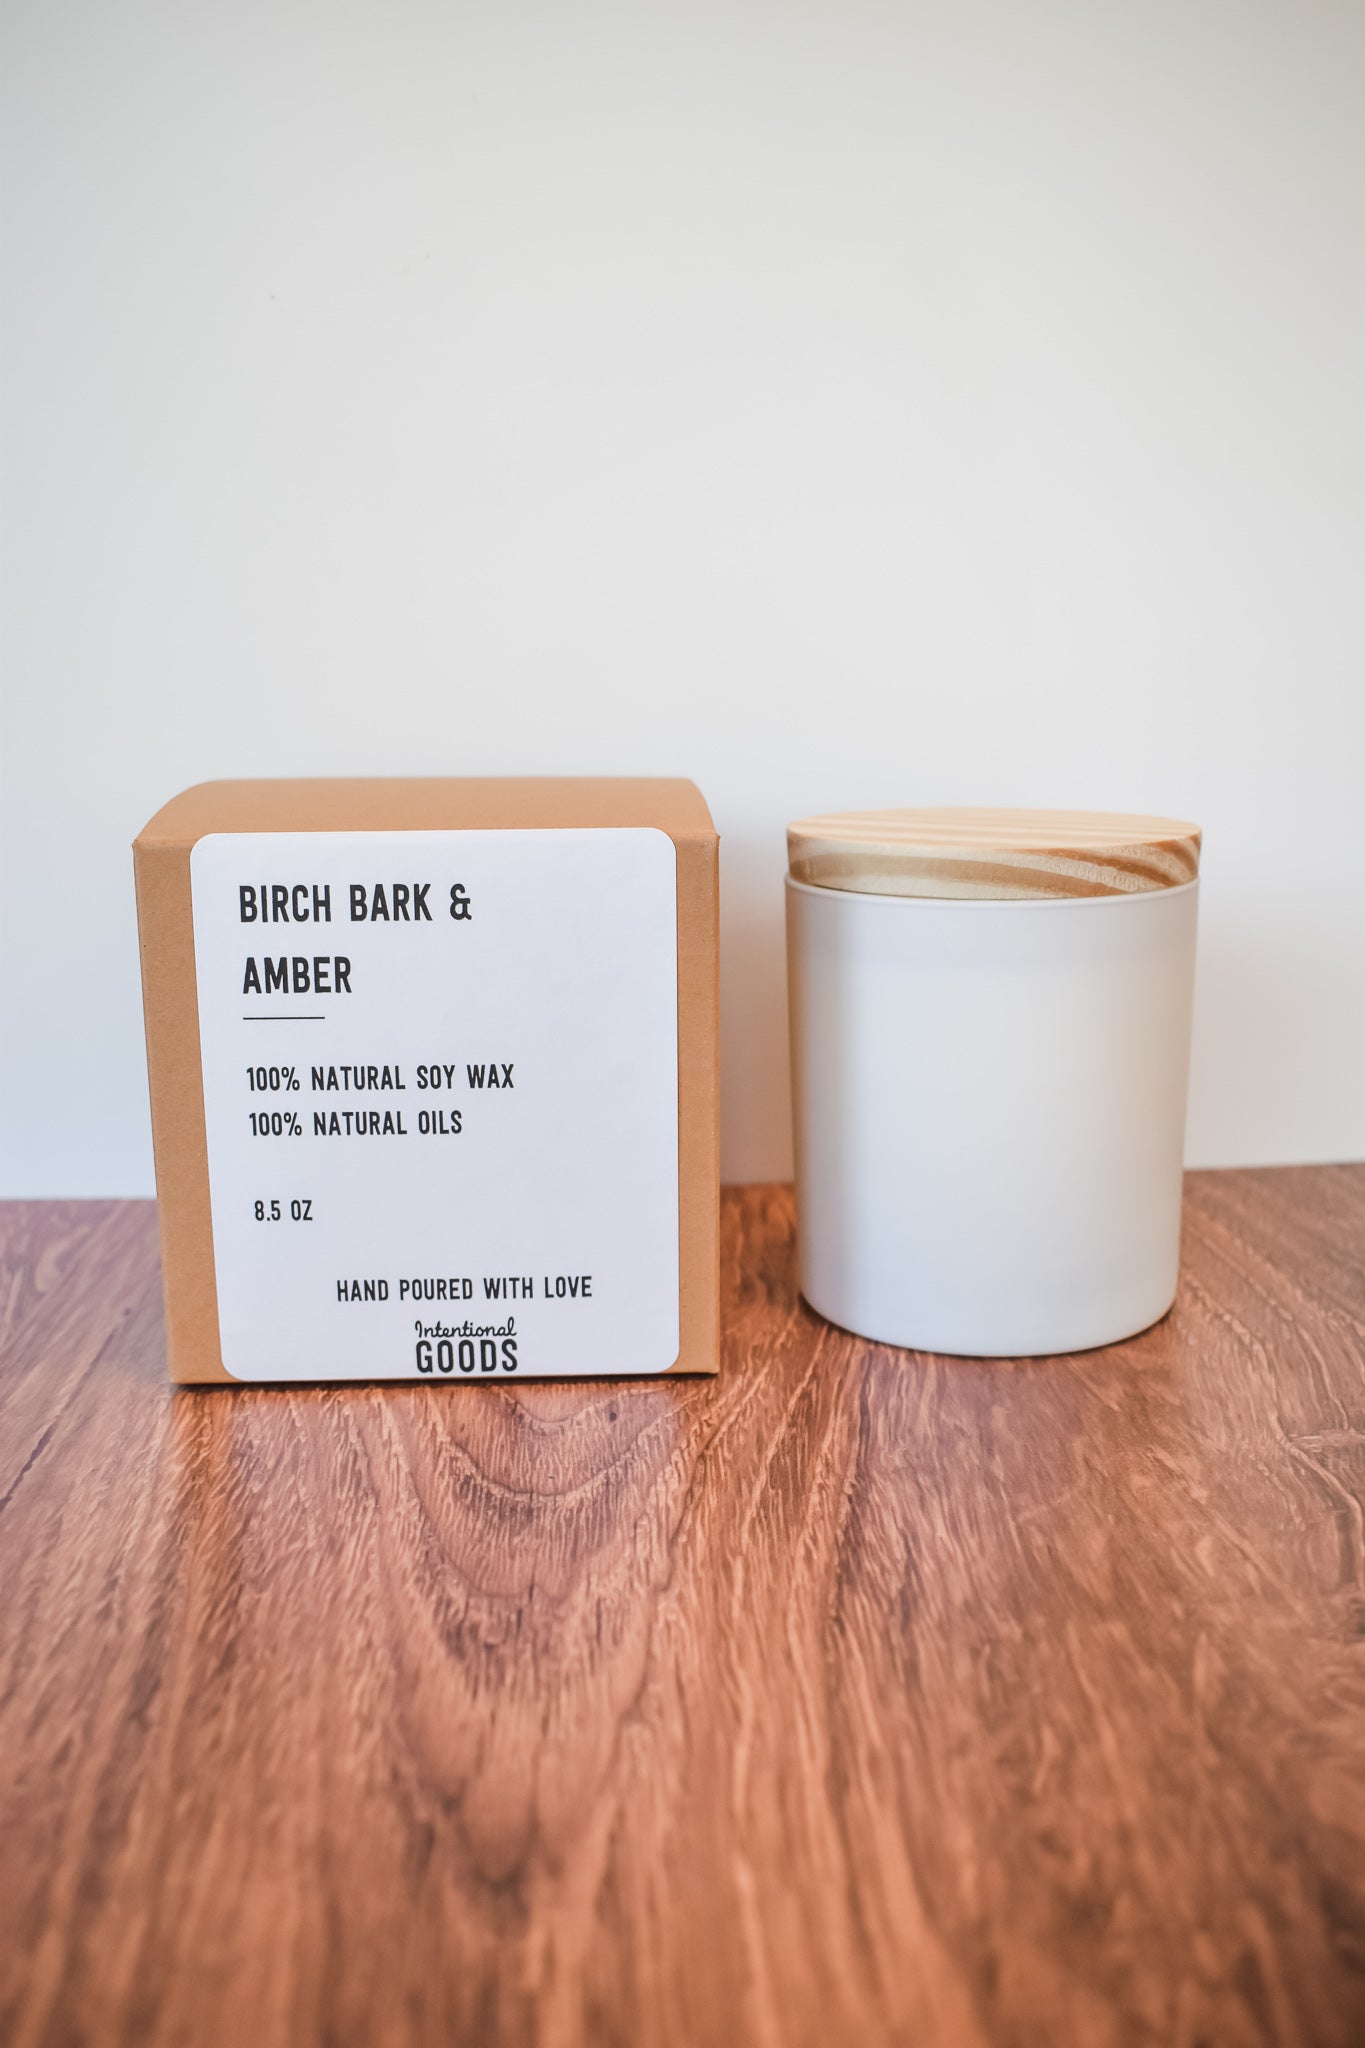 BIRCH BARK &
AMBER
100% NATURAL SOY WAX
100% NATURAL OILS
8.5 OZ
HAND POURED WITH LOVE
Intentional
GOODS